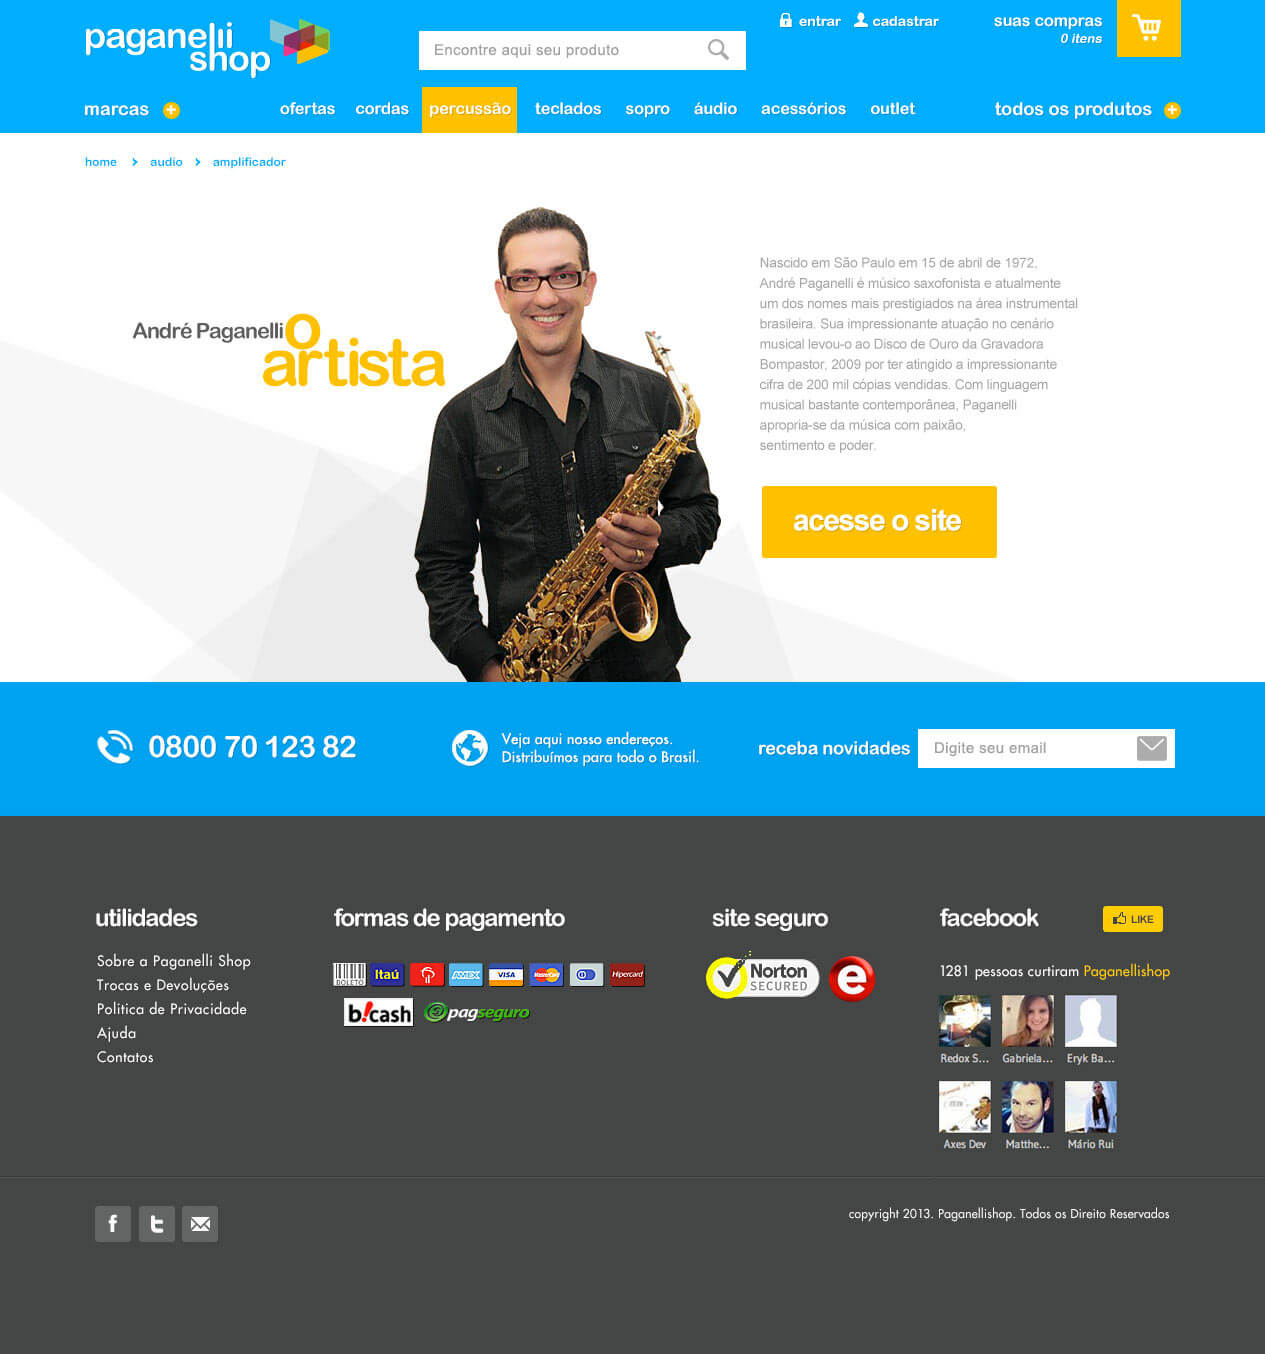 paganelli
shop
Encontre aqui seu produto
entrar
cadastrar
suas compras
0 itens
marcas
ofertas
cordas
percussão
teclados
sopro
áudio
acessórios
outlet
todos os produtos
home > audio > amplificador
André Paganelli o
artista
Nascido em São Paulo em 15 de abril de 1972,
André Paganelli é músico saxofonista e atualmente
um dos nomes mais prestigiados na área instrumental
brasileira. Sua impressionante atuação no cenário
musical levou-o ao Disco de Ouro da Gravadora
Bompastor, 2009 por ter atingido a impressionante
cifra de 200 mil cópias vendidas. Com linguagem
musical bastante contemporânea, Paganelli
apropria-se da música com paixão,
sentimento e poder.
acesse o site
0800 70 123 82
Veja aqui nosso endereços.
Distribuímos para todo o Brasil.
receba novidades
Digite seu email
utilidades
Sobre a Paganelli Shop
Trocas e Devoluções
Politica de Privacidade
Ajuda
Contatos
formas de pagamento
BOLETO
Itaú
AMEX
VISA
MasterCard
Hipercard
b!cash
pagseguro
site seguro
Norton
SECURED
e
facebook
LIKE
1281 pessoas curtiram Paganellishop
Redox S...
Gabriela...
Eryk Ba...
Axes Dev
Matthe...
Mário Rui
copyright 2013. Paganellishop. Todos os Direito Reservados